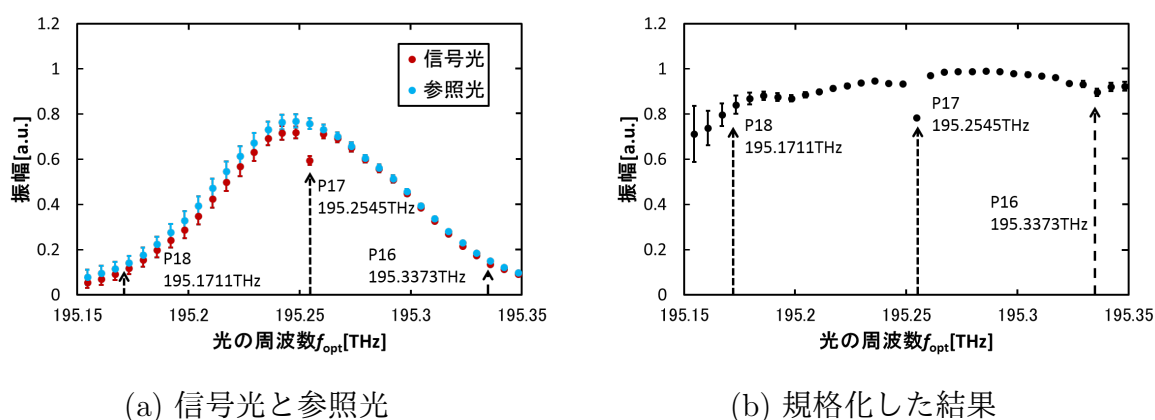 1.2
1
0.8
0.6
0.4
0.2
0
振幅[a.u.]
信号光
参照光
P17
195.2545THz
P18
195.1711THz
P16
195.3373THz
195.15
195.2
195.25
195.3
195.35
光の周波数fopt[THz]
(a) 信号光と参照光
1.2
1
0.8
0.6
0.4
0.2
0
振幅[a.u.]
P18
195.1711THz
P17
195.2545THz
P16
195.3373THz
195.15
195.2
195.25
195.3
195.35
光の周波数fopt[THz]
(b) 規格化した結果